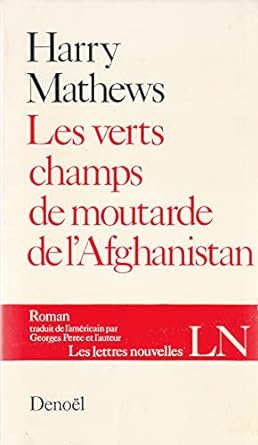 Harry
Mathews
Les verts
champs
de moutarde
de l'Afghanistan
Roman
traduit de l'américain par
Georges Perec et l'auteur
Les lettres nouvelles
LN
Denoël